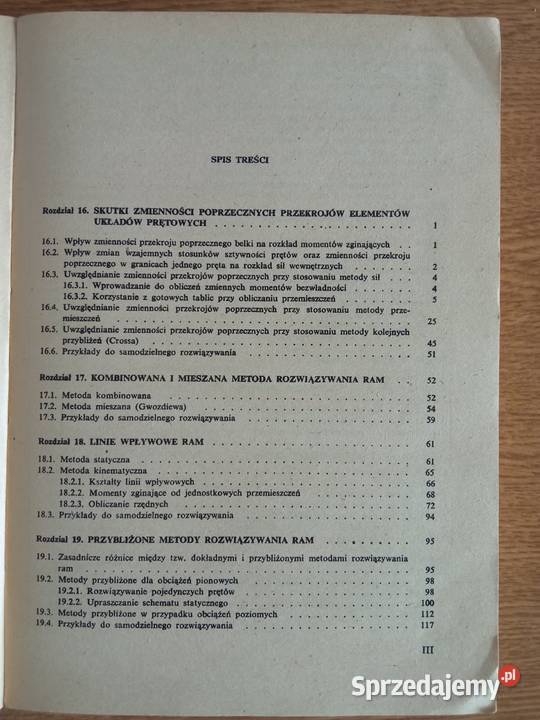 SPIS TREŚCI
Rozdział 16. SKUTKI ZMIENNOŚCI POPRZECZNYCH PRZEKROJÓW ELEMENTÓW
UKŁADÓW PRĘTOWYCH . . . . . . . . . . 1
16.1. Wpływ zmienności przekroju poprzecznego belki na rozkład momentów zginających . . 1
16.2. Wpływ zmian wzajemnych stosunków sztywności prętów oraz zmienności przekroju
poprzecznego w granicach jednego pręta na rozkład sił wewnętrznych . . . . 2
16.3. Uwzględnianie zmienności przekrojów poprzecznych przy stosowaniu metody sił . . . 4
16.3.1. Wprowadzanie do obliczeń zmiennych momentów bezwładności . . . . 4
16.3.2. Korzystanie z gotowych tablic przy obliczaniu przemieszczeń . . . . 5
16.4. Uwzględnianie zmienności przekrojów poprzecznych przy stosowaniu metody prze-
mieszczeń . . . . . . . . . . 25
16.5. Uwzględnianie zmienności przekrojów poprzecznych przy stosowaniu metody kolejnych
przybliżeń (Crossa) . . . . . . . . . . 45
16.6. Przykłady do samodzielnego rozwiązywania . . . . . . . . . . 51
Rozdział 17. KOMBINOWANA I MIESZANA METODA ROZWIĄZYWANIA RAM . . . 52
17.1. Metoda kombinowana . . . . . . . . . . 52
17.2. Metoda mieszana (Gwozdiewa) . . . . . . . . . . 54
17.3. Przykłady do samodzielnego rozwiązywania . . . . . . . . . . 59
Rozdział 18. LINIE WPŁYWOWE RAM . . . . . . . . . . 61
18.1. Metoda statyczna . . . . . . . . . . 61
18.2. Metoda kinematyczna . . . . . . . . . . 65
18.2.1. Kształty linii wpływowych . . . . . . . . . . 66
18.2.2. Momenty zginające od jednostkowych przemieszczeń . . . . . . 68
18.2.3. Obliczanie rzędnych . . . . . . . . . . 72
18.3. Przykłady do samodzielnego rozwiązywania . . . . . . . . . . 94
Rozdział 19. PRZYBLIŻONE METODY ROZWIĄZYWANIA RAM . . . . . . 95
19.1. Zasadnicze różnice między tzw. dokładnymi i przybliżonymi metodami rozwiązywania
ram . . . . . . . . . . 95
19.2. Metody przybliżone dla obciążeń pionowych . . . . . . . . . . 98
19.2.1. Rozwiązywanie pojedynczych prętów . . . . . . . . . . 98
19.2.2. Upraszczanie schematu statycznego . . . . . . . . . . 100
19.3. Metody przybliżone w przypadku obciążeń poziomych . . . . . . . . 112
19.4. Przykłady do samodzielnego rozwiązywania . . . . . . . . . . 117
III
Sprzedajemy.pl